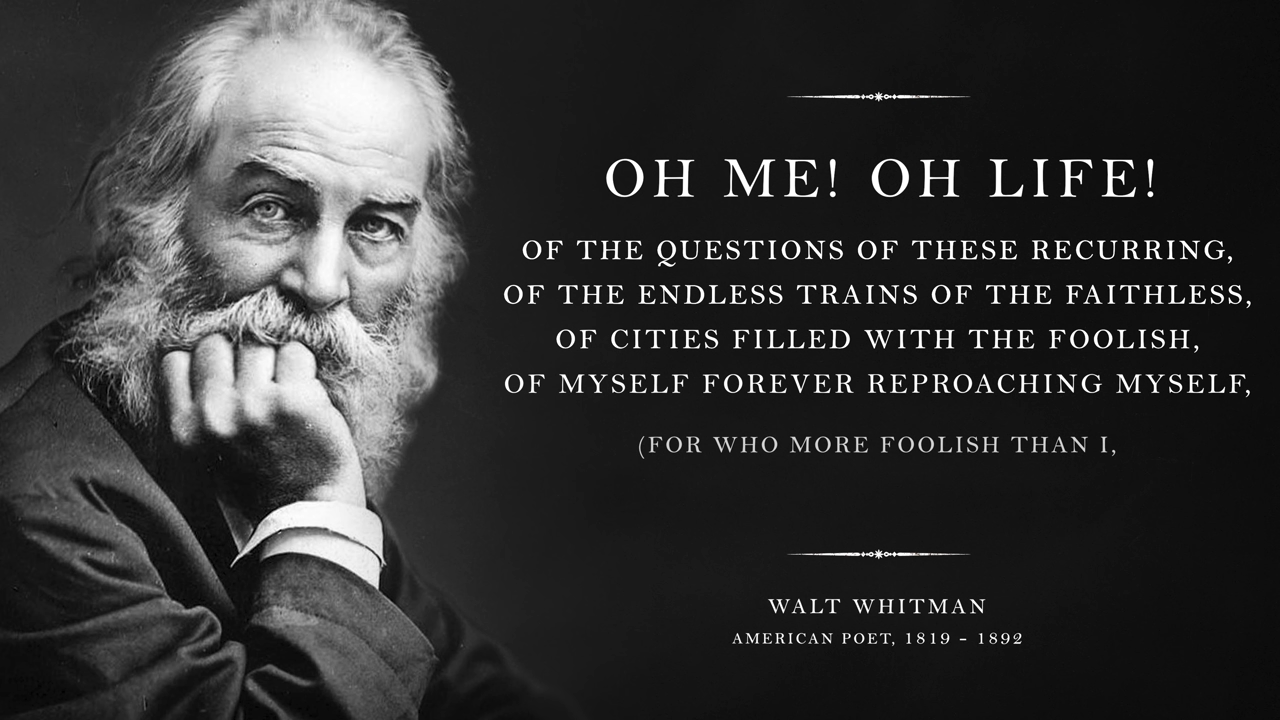 OH ME! OH LIFE!
OF THE QUESTIONS OF THESE RECURRING,
OF THE ENDLESS TRAINS OF THE FAITHLESS,
OF CITIES FILLED WITH THE FOOLISH,
OF MYSELF FOREVER REPROACHING MYSELF,
(FOR WHO MORE FOOLISH THAN I,
WALT WHITMAN
AMERICAN POET, 1819 - 1892